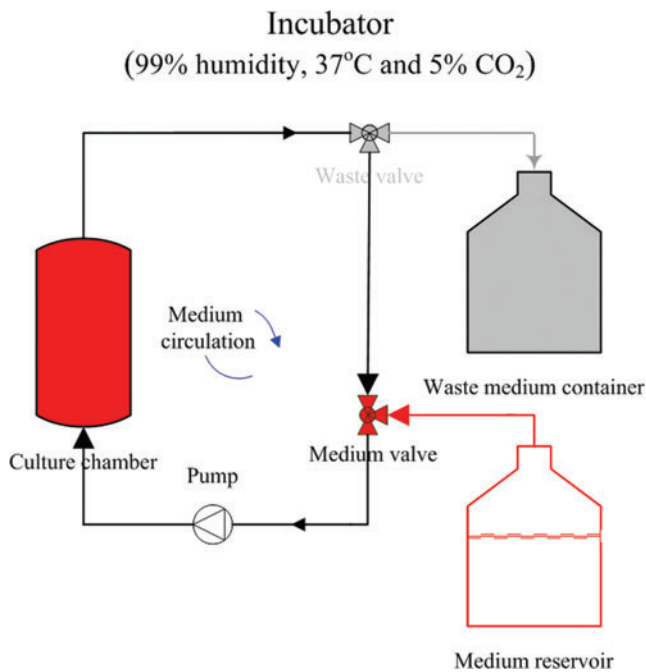 Incubator
(99% humidity, 37°C and 5% CO₂)
Waste valve
Medium
circulation
Waste medium container
Culture chamber
Medium valve
Pump
Medium reservoir